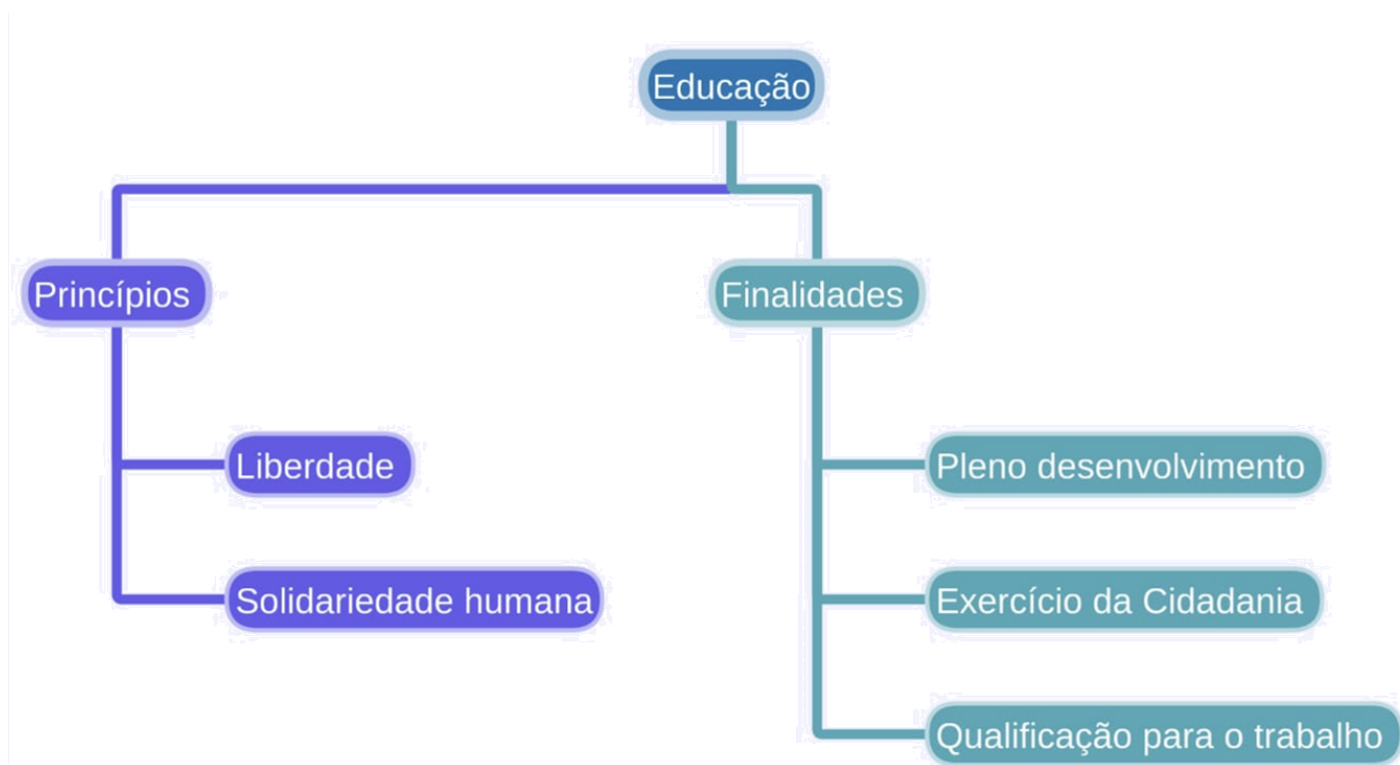 Educação
Princípios
Finalidades
Liberdade
Pleno desenvolvimento
Solidariedade humana
Exercício da Cidadania
Qualificação para o trabalho